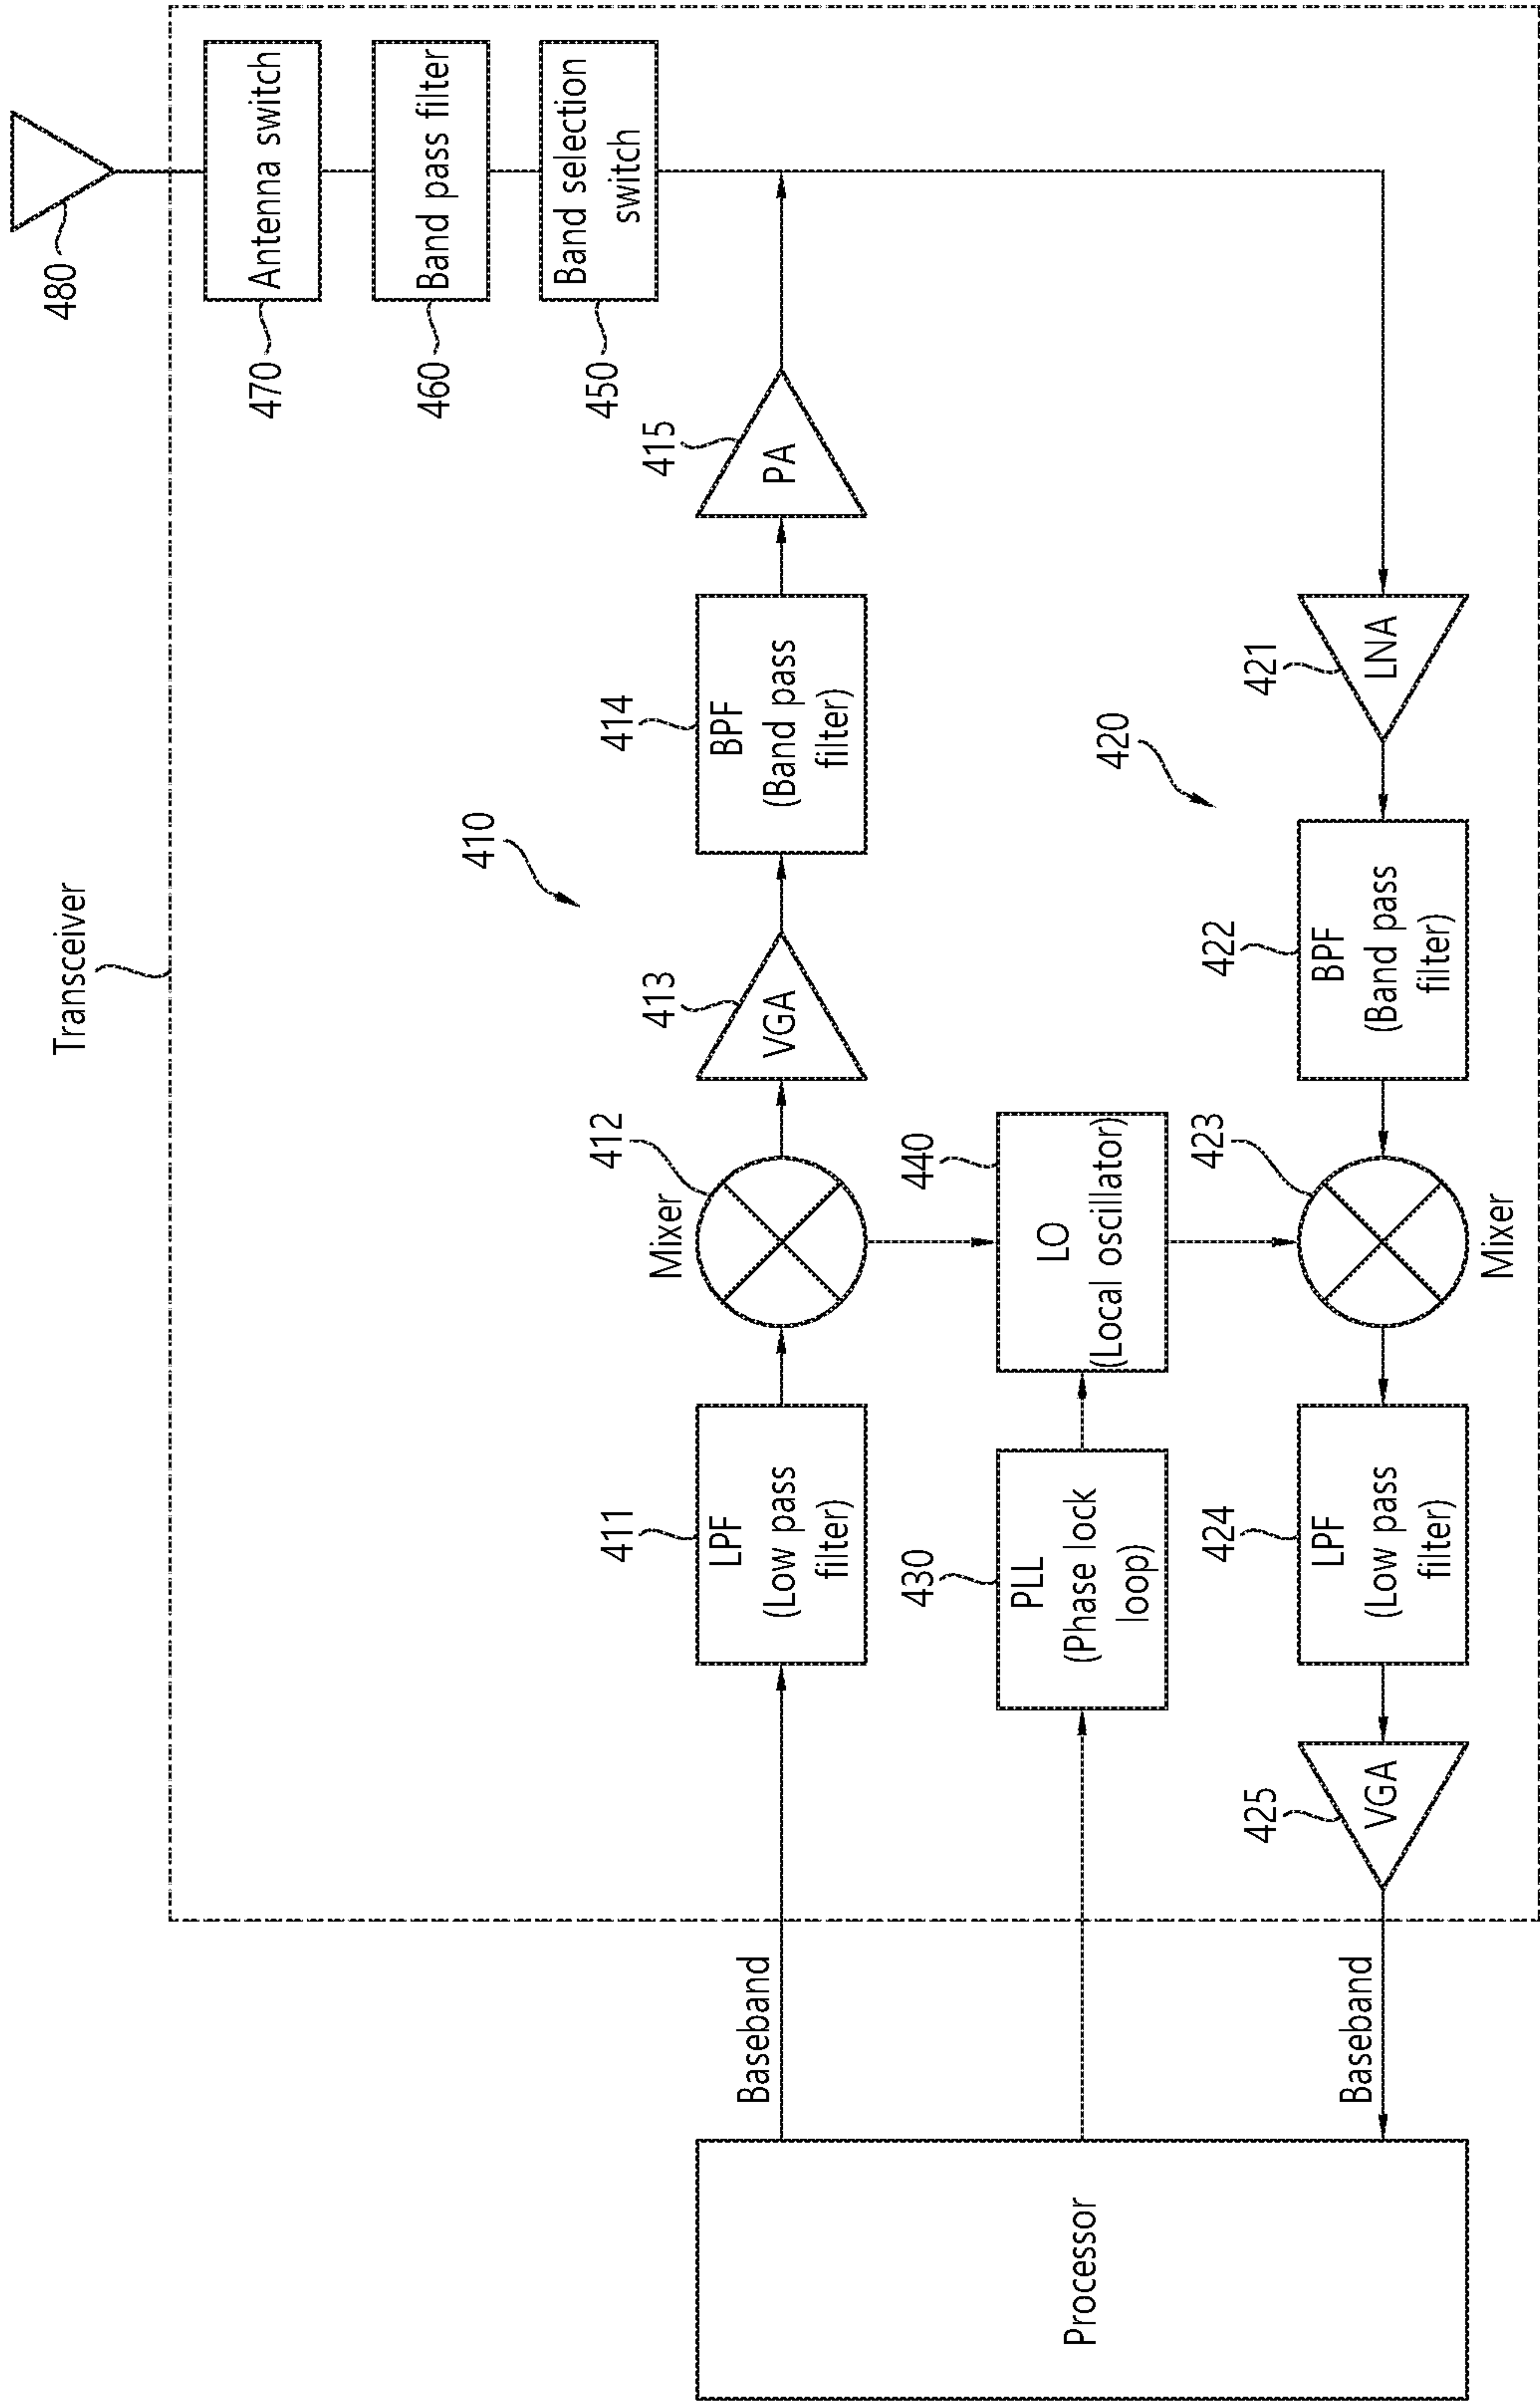 Transceiver
480
Antenna switch
470
Band pass filter
460
Band selection
switch
450
410
Baseband
LPF
(Low pass
filter)
411
Mixer
412
VGA
413
BPF
(Band pass
filter)
414
PA
415
Processor
PLL
(Phase lock
loop)
430
LO
(Local oscillator)
440
420
LNA
421
BPF
(Band pass
filter)
422
Mixer
423
LPF
(Low pass
filter)
424
VGA
425
Baseband